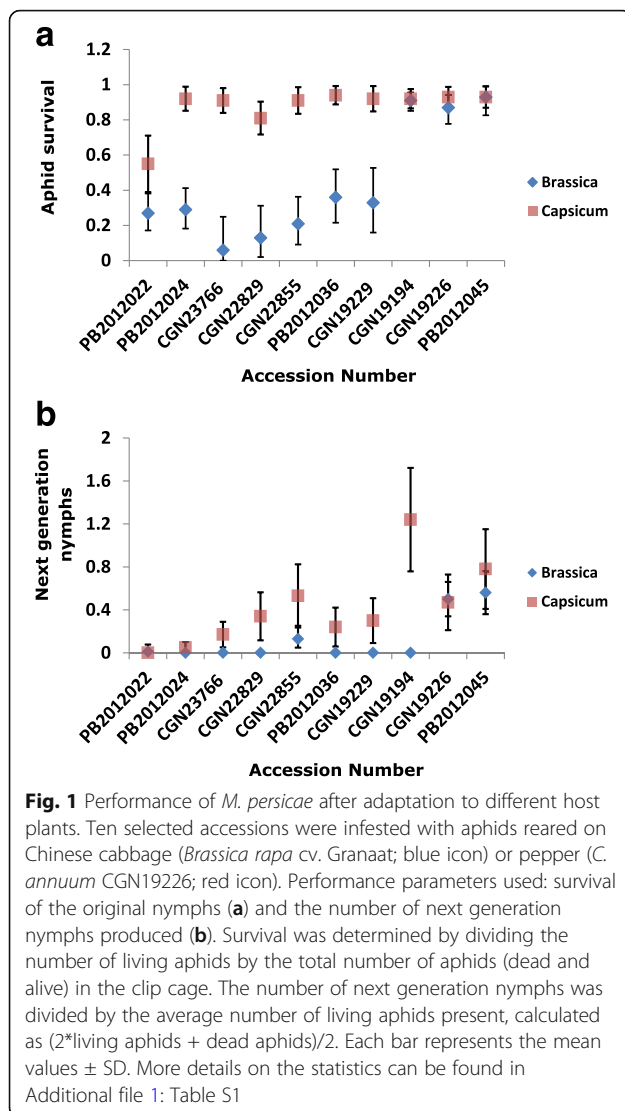 a
1.2
1
0.8
0.6
0.4
0.2
0
Aphid survival
Brassica
Capsicum
PB2012022
PB2012024
CGN23766
CGN22829
CGN22855
PB2012036
CGN19229
CGN19194
CGN19226
PB2012045
Accession Number
b
2
1.6
1.2
0.8
0.4
0
Next generation
nymphs
Brassica
Capsicum
PB2012022
PB2012024
CGN23766
CGN22829
CGN22855
PB2012036
CGN19229
CGN19194
CGN19226
PB2012045
Accession Number
Fig. 1 Performance of M. persicae after adaptation to different host
plants. Ten selected accessions were infested with aphids reared on
Chinese cabbage (Brassica rapa cv. Granaat; blue icon) or pepper (C.
annuum CGN19226; red icon). Performance parameters used: survival
of the original nymphs (a) and the number of next generation
nymphs produced (b). Survival was determined by dividing the
number of living aphids by the total number of aphids (dead and
alive) in the clip cage. The number of next generation nymphs was
divided by the average number of living aphids present, calculated
as (2*living aphids + dead aphids)/2. Each bar represents the mean
values ± SD. More details on the statistics can be found in
Additional file 1: Table S1